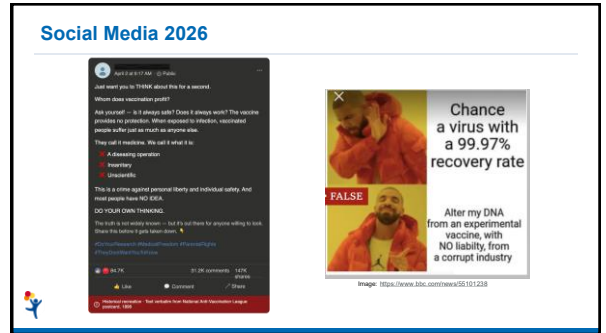 Social Media 2026
April 2 at 8:17 AM · Public
Just want you to THINK about this for a second.
Whom does vaccination profit?
Ask yourself — is it always safe? Does it always work? The vaccine
provides no protection. When exposed to infection, vaccinated
people suffer just as much as anyone else.
They call it medicine. We call it what it is:
A diseasing operation
Insanitary
Unscientific
This is a crime against personal liberty and individual safety. And
most people have NO IDEA.
DO YOUR OWN THINKING.
The truth is not widely known — but it's out there for anyone willing to look.
Share this before it gets taken down.
#DoYourResearch #MedicalFreedom #ParentalRights
#TheyDontWantYouToKnow
94.7K
31.2K comments
147K
shares
Like
Comment
Share
Historical recreation · Text verbatim from National Anti-Vaccination League
Chance
a virus with
a 99.97%
recovery rate
FALSE
Alter my DNA
from an experimental
vaccine, with
NO liabilty, from
a corrupt industry
Image: https://www.bbc.com/news/55101238